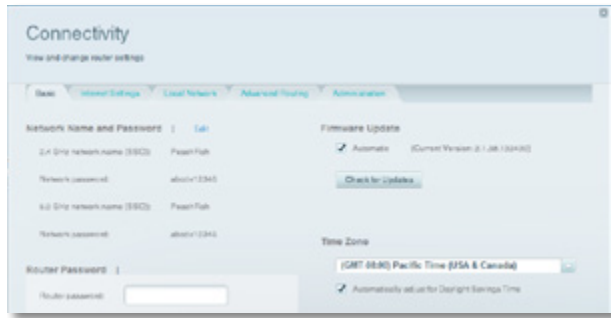 Connectivity
View and change router settings
Basic Internet Settings Local Network Advanced Routing Administration
Network Name and Password | Edit
2.4 GHz network name (SSID):
Network password:
5.0 GHz network name (SSID):
Network password:
Router Password |
Router password:
Firmware Update
Automatic (Current Version:
Check for Updates
Time Zone
(GMT-08:00) Pacific Time (USA & Canada)
Automatically adjust for Daylight Savings Time